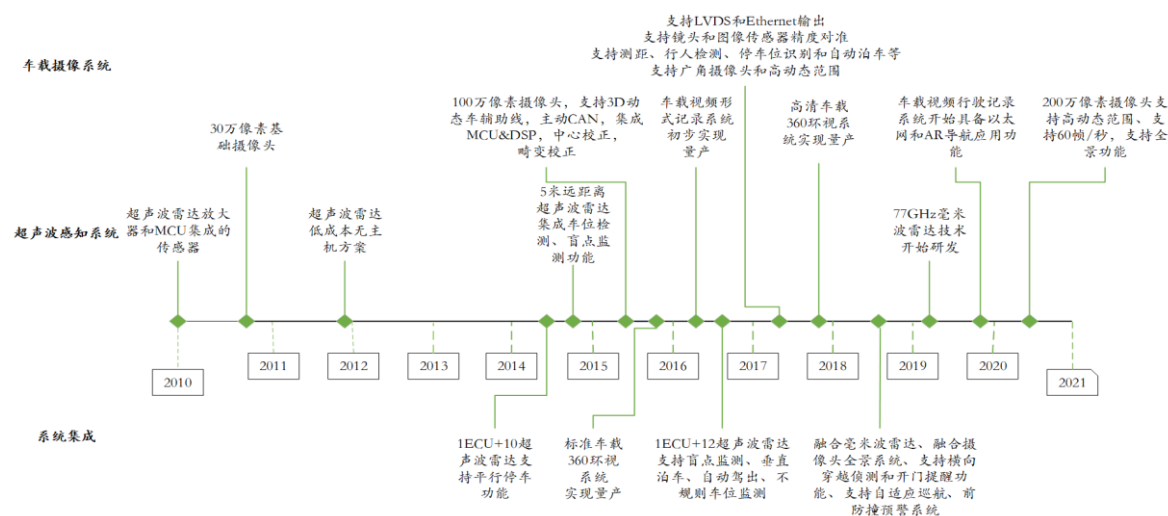 支持LVDS和Ethernet输出
支持镜头和图像传感器精度对准
支持测距、行人检测、停车位识别和自动泊车等
支持广角摄像头和高动态范围
车载摄像系统
100万像素摄像头，支持3D动
态车辅助线，主动CAN，集成
MCU&DSP，中心校正，
畸变校正
车载视频形
式记录系统
初步实现
量产
高清车载
360环视系
统实现量产
车载视频行驶记录
系统开始具备以太
网和AR导航应用功
能
200万像素摄像头支
持高动态范围、支
持60帧/秒，支持全
景功能
30万像素基
础摄像头
超声波感知系统
超声波雷达放大
器和MCU集成的
传感器
超声波雷达
低成本无主
机方案
5米远距离
超声波雷达
集成车位检
测、盲点监
测功能
77GHz毫米
波雷达技术
开始研发
2010
2011
2012
2013
2014
2015
2016
2017
2018
2019
2020
2021
系统集成
1ECU+10超
声波雷达支
持平行停车
功能
标准车载
360环视
系统
实现量产
1ECU+12超声波雷达
支持盲点监测、垂直
泊车、自动驾出、不
规则车位监测
融合毫米波雷达、融合摄
像头全景系统、支持横向
穿越侦测和开门提醒功
能、支持自适应巡航、前
防撞预警系统